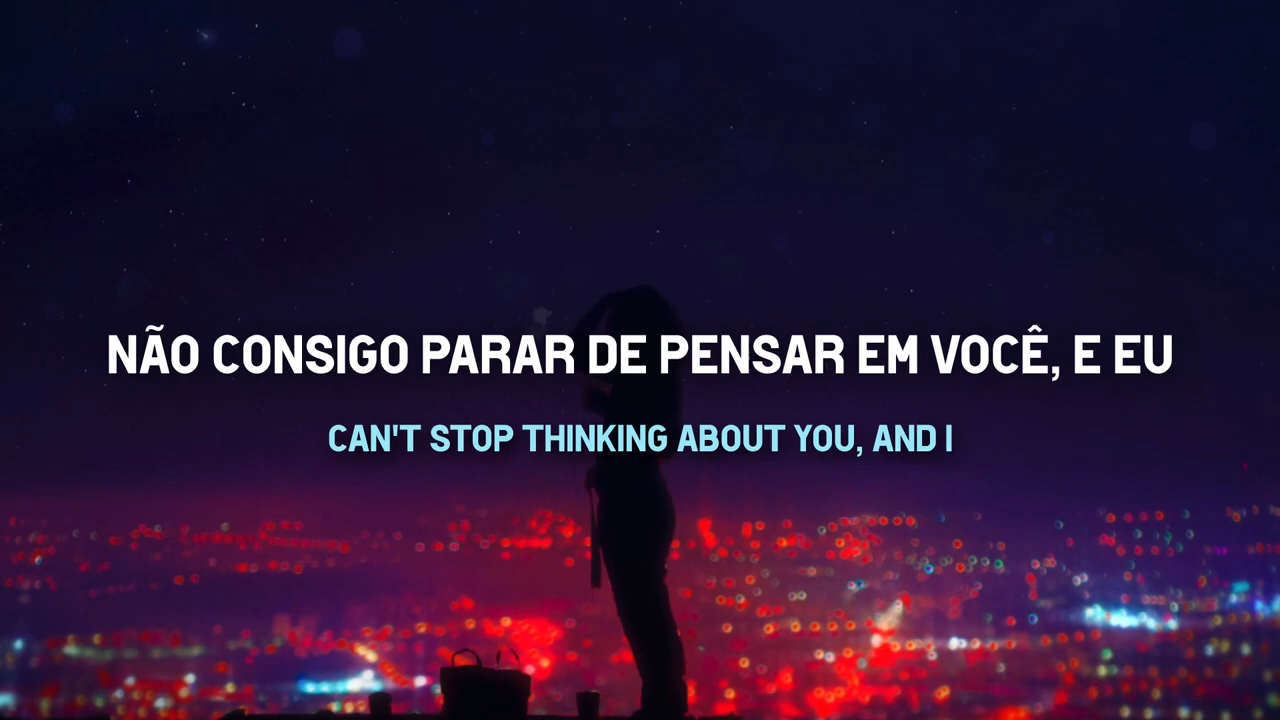 NÃO CONSIGO PARAR DE PENSAR EM VOCÊ, E EU
CAN'T STOP THINKING ABOUT YOU, AND I